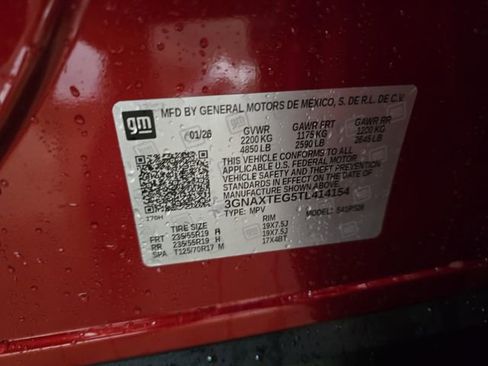 gm
MFD BY GENERAL MOTORS DE MEXICO, S. DE R.L. DE C.V.
01/26 GVWR GAWR FRT GAWR RR
2200 KG 1175 KG 1200 KG
4850 LB 2590 LB 2645 LB
THIS VEHICLE CONFORMS TO ALL
APPLICABLE U.S. FEDERAL MOTOR
VEHICLE SAFETY AND THEFT PREVENTION
STANDARDS IN EFFECT ON THE DATE OF
MANUFACTURE SHOWN ABOVE.
3GNAXTEG5TL414154
TYPE: MPV MODEL:
TIRE SIZE RIM
FRT 235/55R19 H 19X7.5J
RR 235/55R19 H 19X7.5J
SPA T125/70R17 M 17X4BT